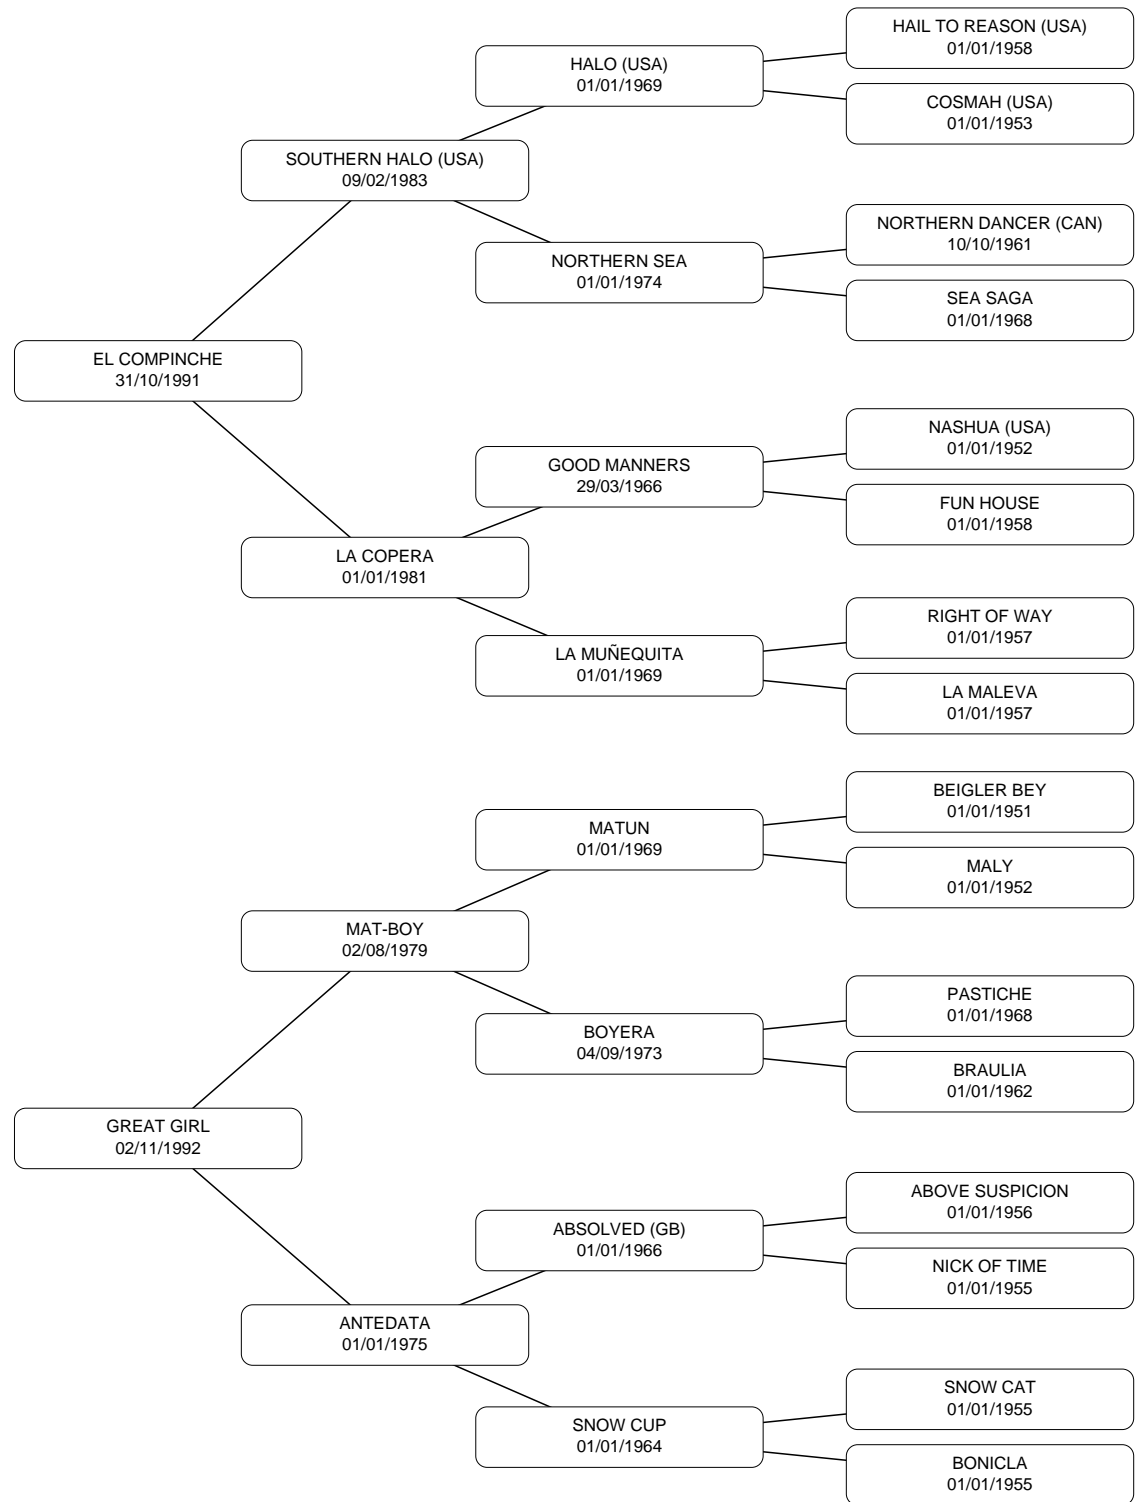 HAIL TO REASON (USA)
01/01/1958
HALO (USA)
01/01/1969
COSMAH (USA)
01/01/1953
SOUTHERN HALO (USA)
09/02/1983
NORTHERN DANCER (CAN)
10/10/1961
NORTHERN SEA
01/01/1974
SEA SAGA
01/01/1968
EL COMPINCHE
31/10/1991
NASHUA (USA)
01/01/1952
GOOD MANNERS
29/03/1966
FUN HOUSE
01/01/1958
LA COPERA
01/01/1981
RIGHT OF WAY
01/01/1957
LA MUÑEQUITA
01/01/1969
LA MALEVA
01/01/1957
BEIGLER BEY
01/01/1951
MATUN
01/01/1969
MALY
01/01/1952
MAT-BOY
02/08/1979
PASTICHE
01/01/1968
BOYERA
04/09/1973
BRAULIA
01/01/1962
GREAT GIRL
02/11/1992
ABOVE SUSPICION
01/01/1956
ABSOLVED (GB)
01/01/1966
NICK OF TIME
01/01/1955
ANTEDATA
01/01/1975
SNOW CAT
01/01/1955
SNOW CUP
01/01/1964
BONICLA
01/01/1955